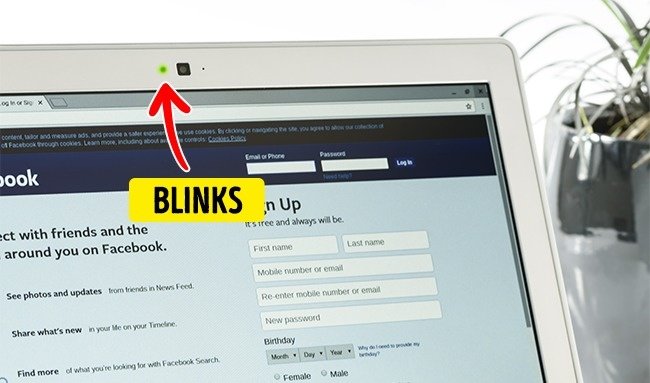 og In or Sig
content, tailor and measure ads, and provide a safer experie use cookies. By clicking or navigating the site, you agree to allow our collection of
Facebook through cookies. Learn more, including about available controls: Cookies Policy.
ook
Email or Phone
Password
Log In
Need help?
BLINKS
n Up
It's free and always will be.
ect with friends and the
around you on Facebook.
First name
Last name
Mobile number or email
Re-enter mobile number or email
New password
See photos and updates from friends in News Feed.
Share what's new in your life on your Timeline.
Find more of what you're looking for with Facebook Search.
Birthday
Month
Day
Year
Why do I need to provide my
birthday?
Female
Male